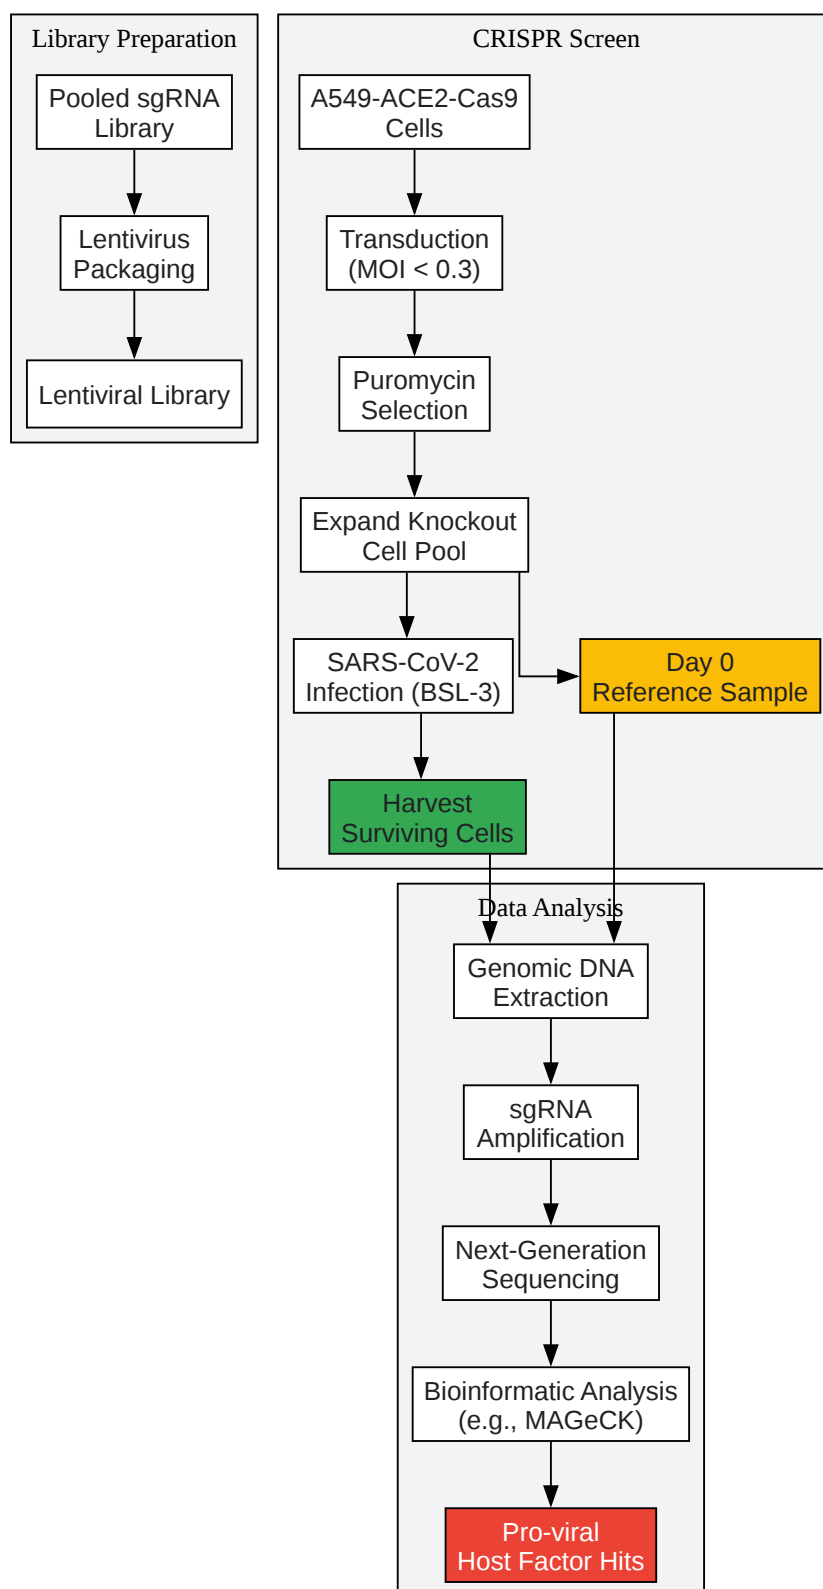 Library Preparation
Pooled sgRNA
Library
Lentivirus
Packaging
Lentiviral Library
CRISPR Screen
A549-ACE2-Cas9
Cells
Transduction
(MOI < 0.3)
Puromycin
Selection
Expand Knockout
Cell Pool
SARS-CoV-2
Infection (BSL-3)
Day 0
Reference Sample
Harvest
Surviving Cells
Data Analysis
Genomic DNA
Extraction
sgRNA
Amplification
Next-Generation
Sequencing
Bioinformatic Analysis
(e.g., MAGeCK)
Pro-viral
Host Factor Hits